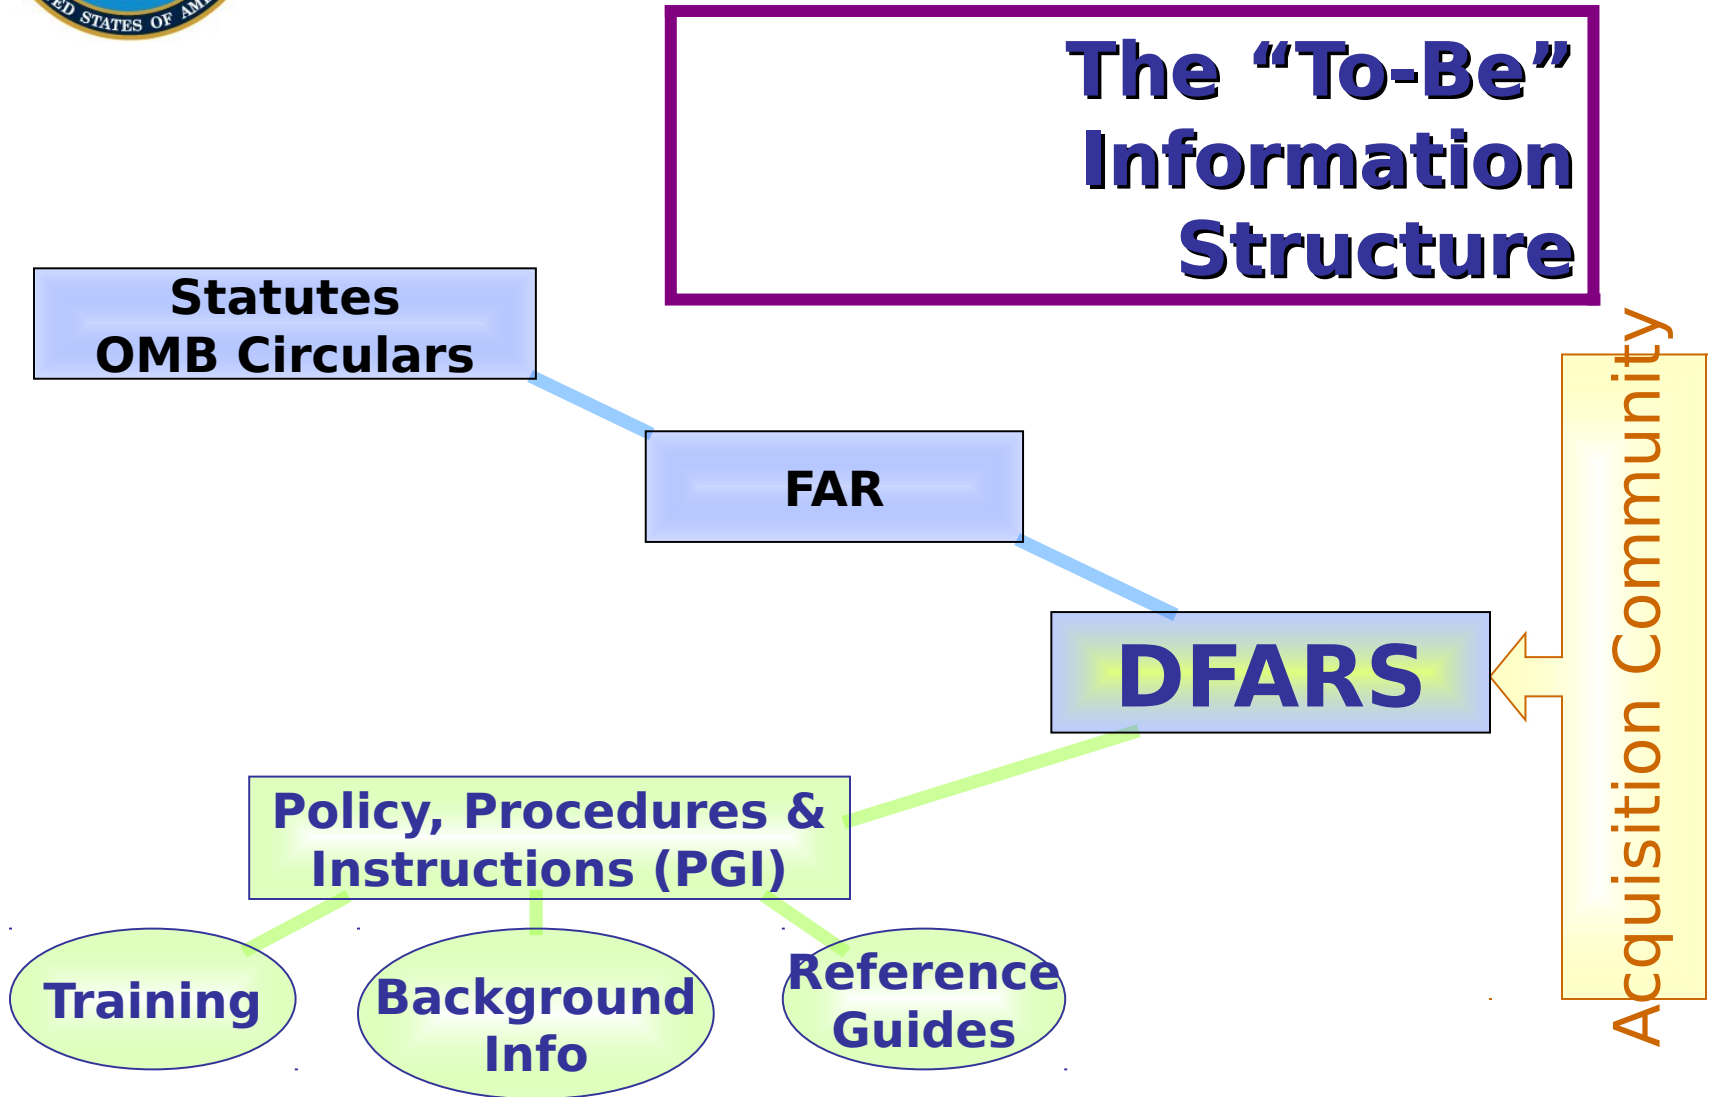 ED STATES OF AM
The “To-Be”
Information
Structure
Statutes
OMB Circulars
FAR
DFARS
Acquisition Community
Policy, Procedures &
Instructions (PGI)
Training
Background
Info
Reference
Guides